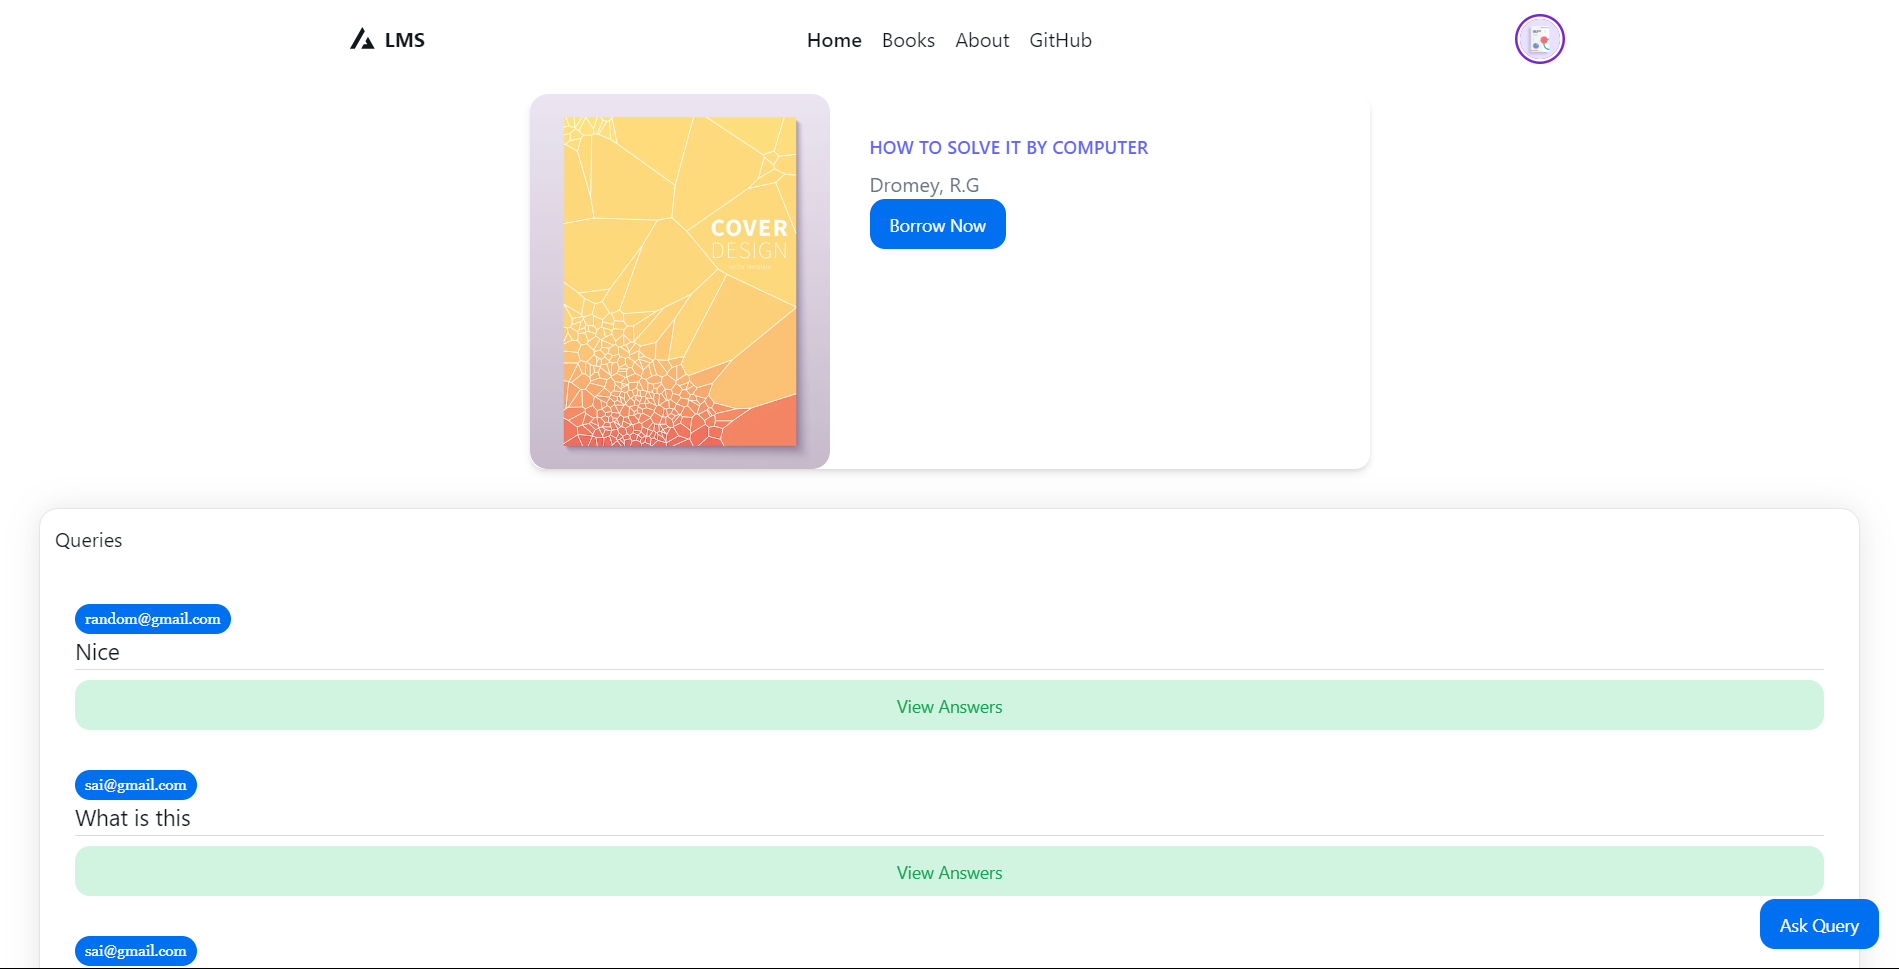 LMS
Home Books About GitHub
COVER
DESIGN
HOW TO SOLVE IT BY COMPUTER
Dromey, R.G
Borrow Now
Queries
random@gmail.com
Nice
View Answers
sai@gmail.com
What is this
View Answers
sai@gmail.com
Ask Query